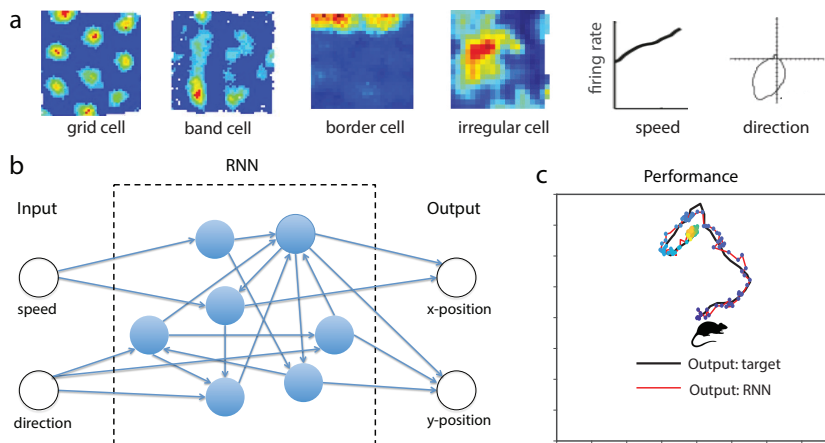 a
firing rate
grid cell
band cell
border cell
irregular cell
speed
direction
b
RNN
Input
Output
speed
x-position
direction
y-position
c
Performance
Output: target
Output: RNN